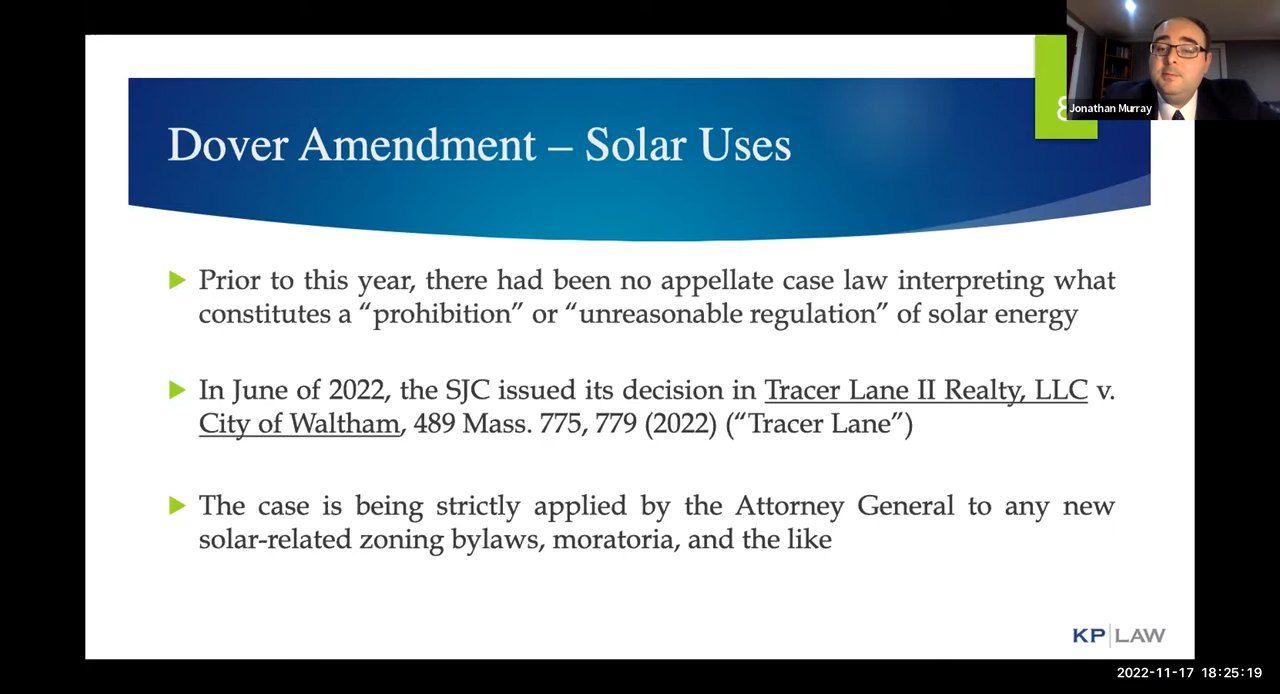 Dover Amendment – Solar Uses
8
Jonathan Murray
Prior to this year, there had been no appellate case law interpreting what
constitutes a “prohibition” or “unreasonable regulation” of solar energy
In June of 2022, the SJC issued its decision in Tracer Lane II Realty, LLC v.
City of Waltham, 489 Mass. 775, 779 (2022) (“Tracer Lane”)
The case is being strictly applied by the Attorney General to any new
solar-related zoning bylaws, moratoria, and the like
KP LAW
2022-11-17 18:25:19